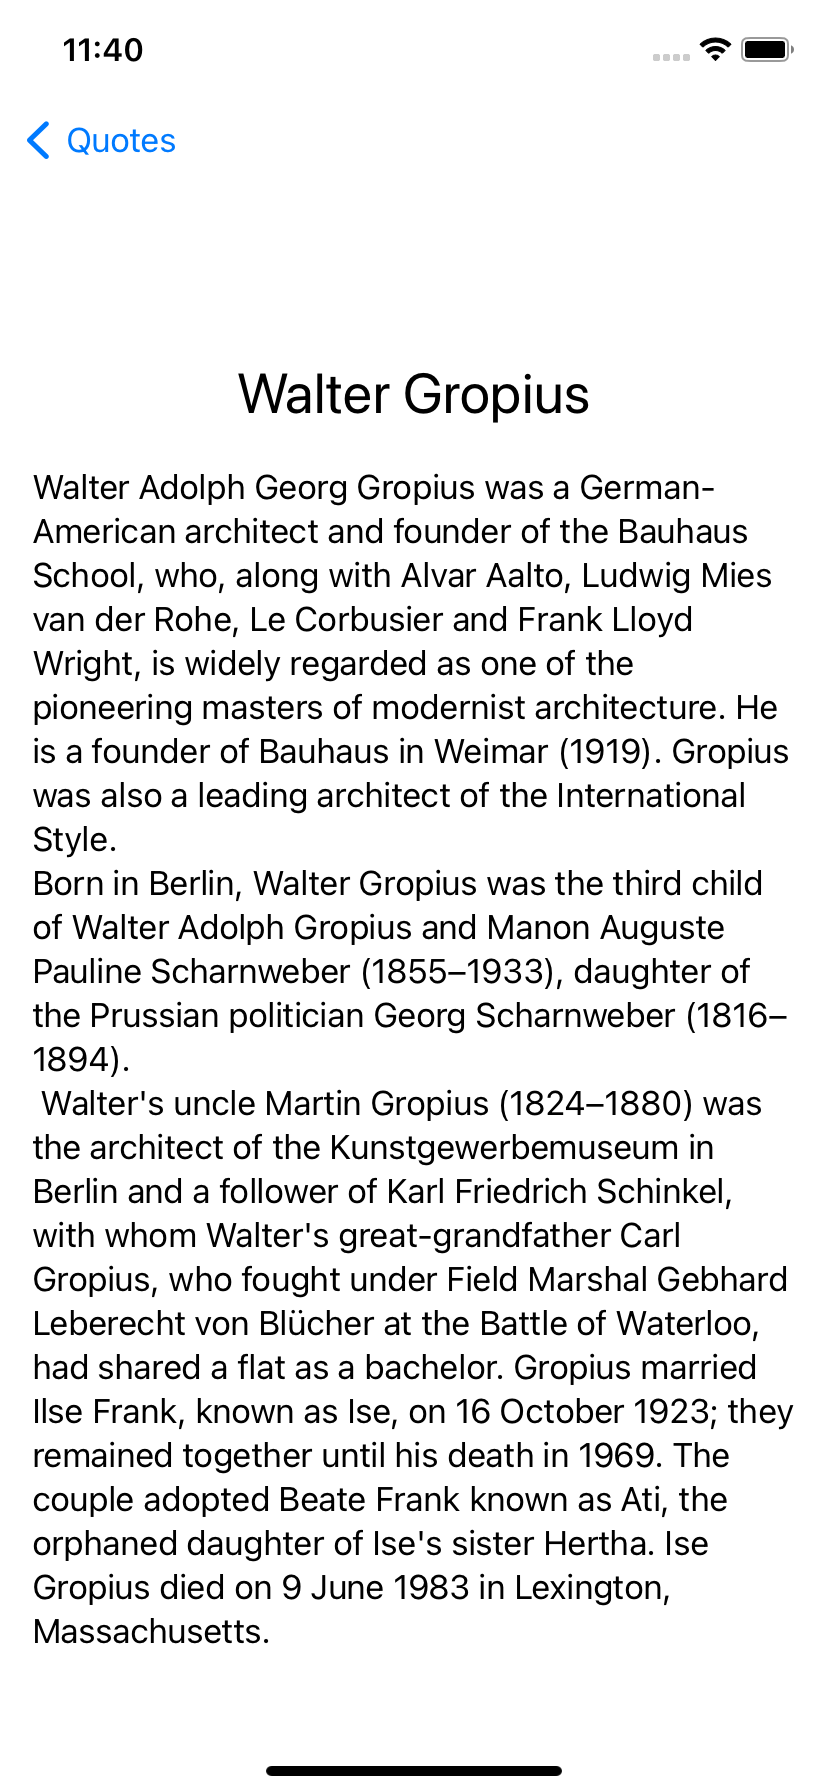 11:40
Quotes
Walter Gropius
Walter Adolph Georg Gropius was a German-
American architect and founder of the Bauhaus
School, who, along with Alvar Aalto, Ludwig Mies
van der Rohe, Le Corbusier and Frank Lloyd
Wright, is widely regarded as one of the
pioneering masters of modernist architecture. He
is a founder of Bauhaus in Weimar (1919). Gropius
was also a leading architect of the International
Style.
Born in Berlin, Walter Gropius was the third child
of Walter Adolph Gropius and Manon Auguste
Pauline Scharnweber (1855–1933), daughter of
the Prussian politician Georg Scharnweber (1816–
1894).
Walter's uncle Martin Gropius (1824–1880) was
the architect of the Kunstgewerbemuseum in
Berlin and a follower of Karl Friedrich Schinkel,
with whom Walter's great-grandfather Carl
Gropius, who fought under Field Marshal Gebhard
Leberecht von Blücher at the Battle of Waterloo,
had shared a flat as a bachelor. Gropius married
Ilse Frank, known as Ise, on 16 October 1923; they
remained together until his death in 1969. The
couple adopted Beate Frank known as Ati, the
orphaned daughter of Ise's sister Hertha. Ise
Gropius died on 9 June 1983 in Lexington,
Massachusetts.